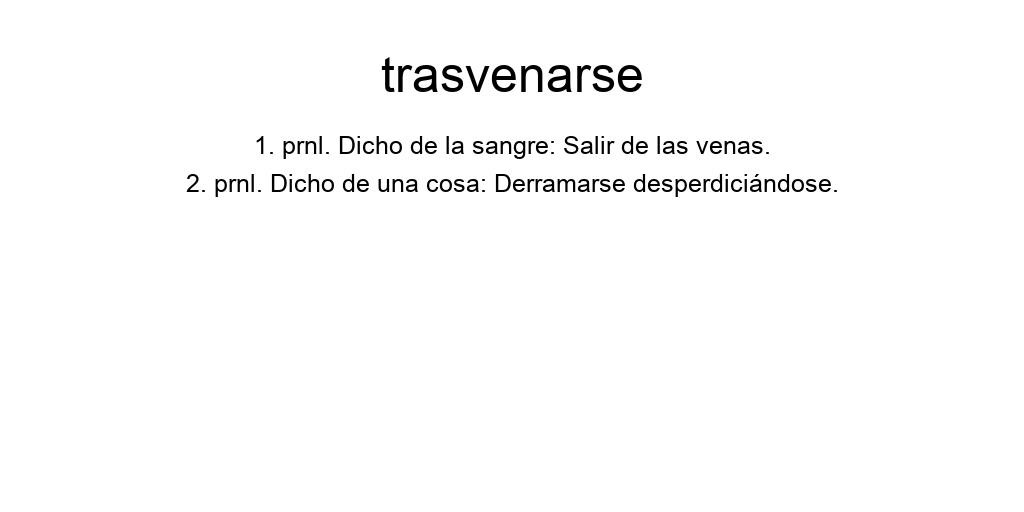 trasvenarse
1. prnl. Dicho de la sangre: Salir de las venas.
2. prnl. Dicho de una cosa: Derramarse desperdiciándose.